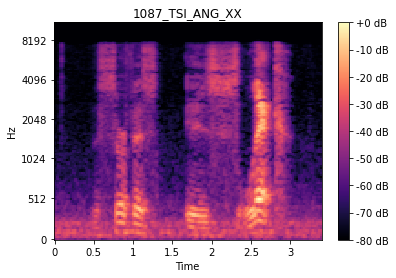 1087_TSI_ANG_XX
+0 dB
8192
-10 dB
4096
-20 dB
-30 dB
2048
Hz
-40 dB
1024
-50 dB
512
-60 dB
-70 dB
0
-80 dB
0 0.5 1 1.5 2 2.5 3
Time